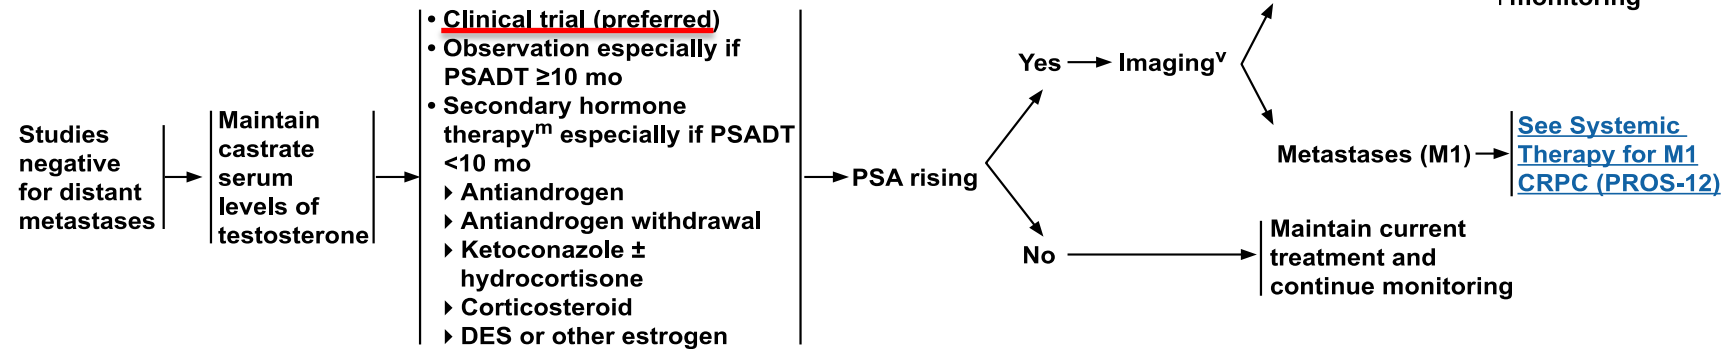 Studies
negative
for distant
metastases
Maintain
castrate
serum
levels of
testosterone
• Clinical trial (preferred)
• Observation especially if
PSADT ≥10 mo
• Secondary hormone
therapyᵐ especially if PSADT
<10 mo
▸ Antiandrogen
▸ Antiandrogen withdrawal
▸ Ketoconazole ±
hydrocortisone
▸ Corticosteroid
▸ DES or other estrogen
PSA rising
Yes
Imagingᵛ
monitoring
Metastases (M1)
See Systemic
Therapy for M1
CRPC (PROS-12)
No
Maintain current
treatment and
continue monitoring